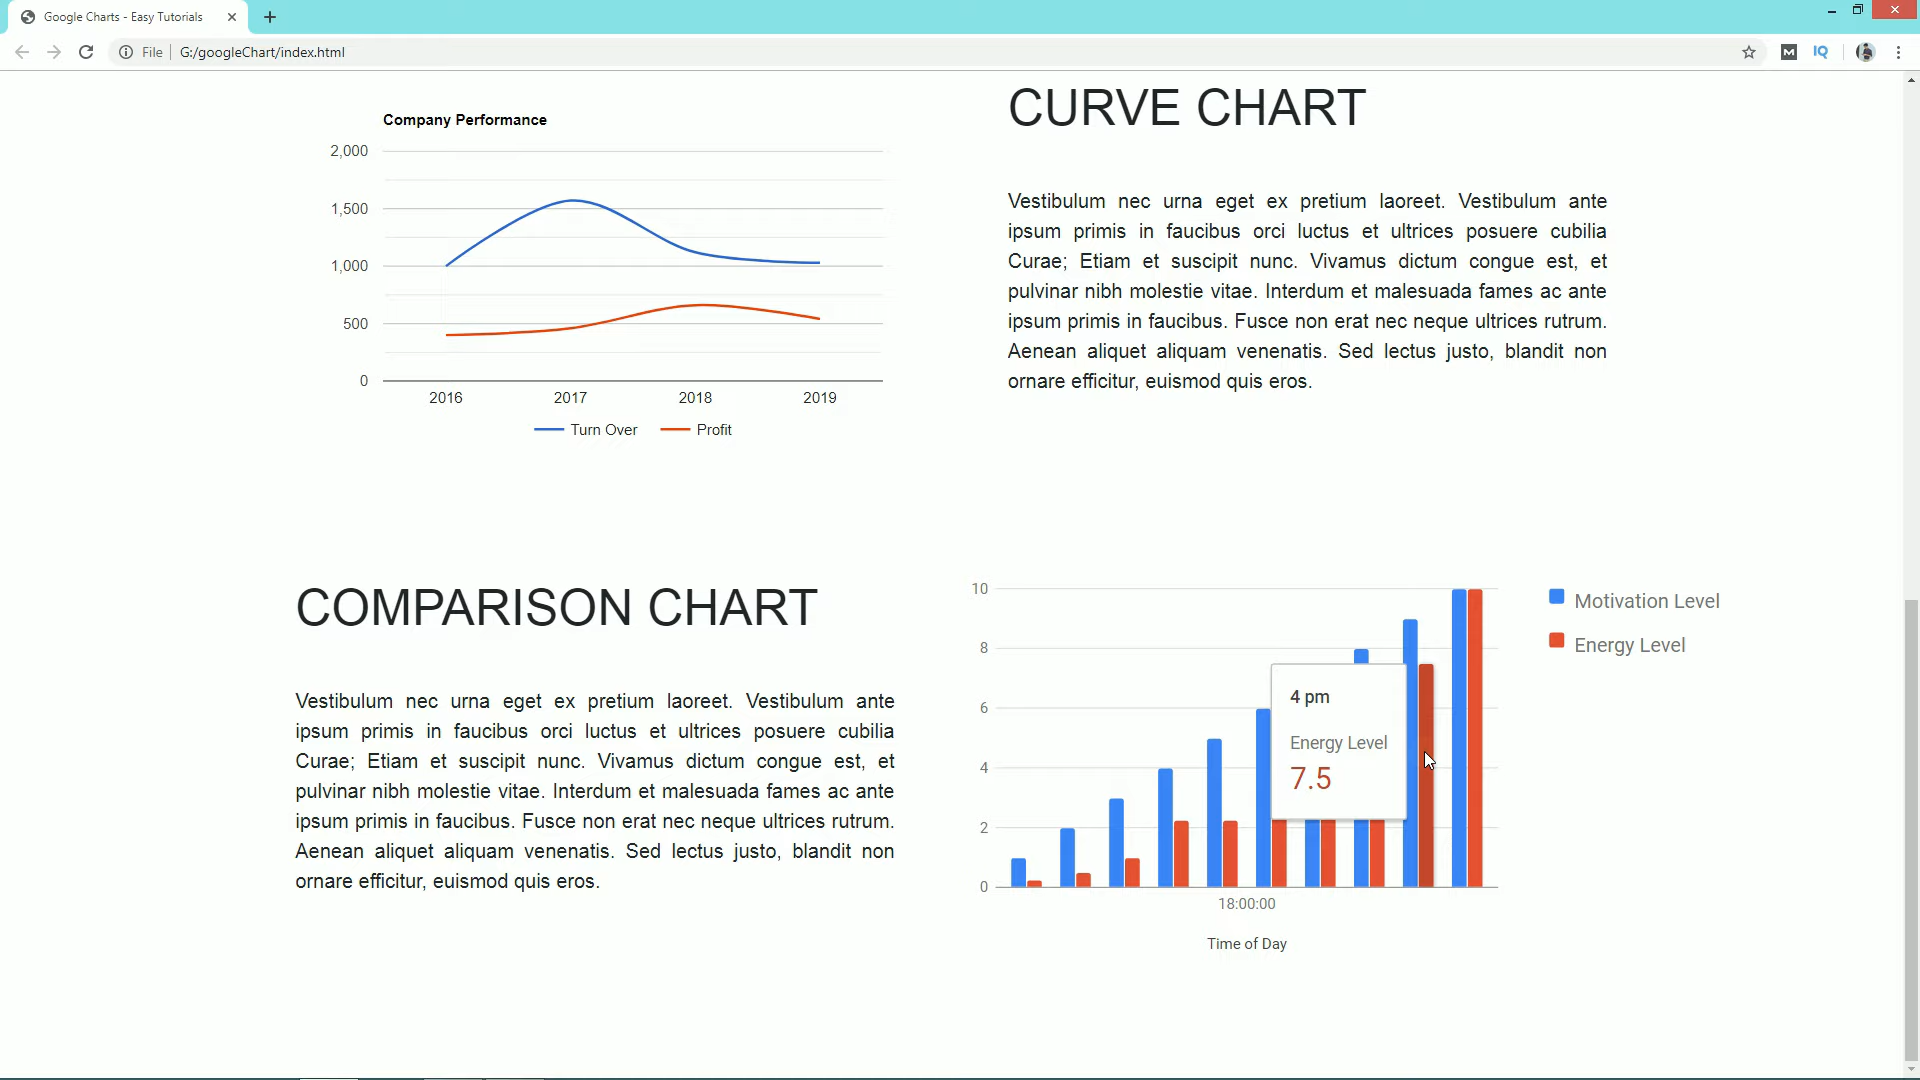 Google Charts - Easy Tutorials
File
G:/googleChart/index.html
M
IQ
Company Performance
2,000
1,500
1,000
500
0
2016
2017
2018
2019
Turn Over
Profit
CURVE CHART
Vestibulum nec urna eget ex pretium laoreet. Vestibulum ante
ipsum primis in faucibus orci luctus et ultrices posuere cubilia
Curae; Etiam et suscipit nunc. Vivamus dictum congue est, et
pulvinar nibh molestie vitae. Interdum et malesuada fames ac ante
ipsum primis in faucibus. Fusce non erat nec neque ultrices rutrum.
Aenean aliquet aliquam venenatis. Sed lectus justo, blandit non
ornare efficitur, euismod quis eros.
COMPARISON CHART
Vestibulum nec urna eget ex pretium laoreet. Vestibulum ante
ipsum primis in faucibus orci luctus et ultrices posuere cubilia
Curae; Etiam et suscipit nunc. Vivamus dictum congue est, et
pulvinar nibh molestie vitae. Interdum et malesuada fames ac ante
ipsum primis in faucibus. Fusce non erat nec neque ultrices rutrum.
Aenean aliquet aliquam venenatis. Sed lectus justo, blandit non
ornare efficitur, euismod quis eros.
10
8
6
4
2
0
4 pm
Energy Level
7.5
18:00:00
Time of Day
Motivation Level
Energy Level